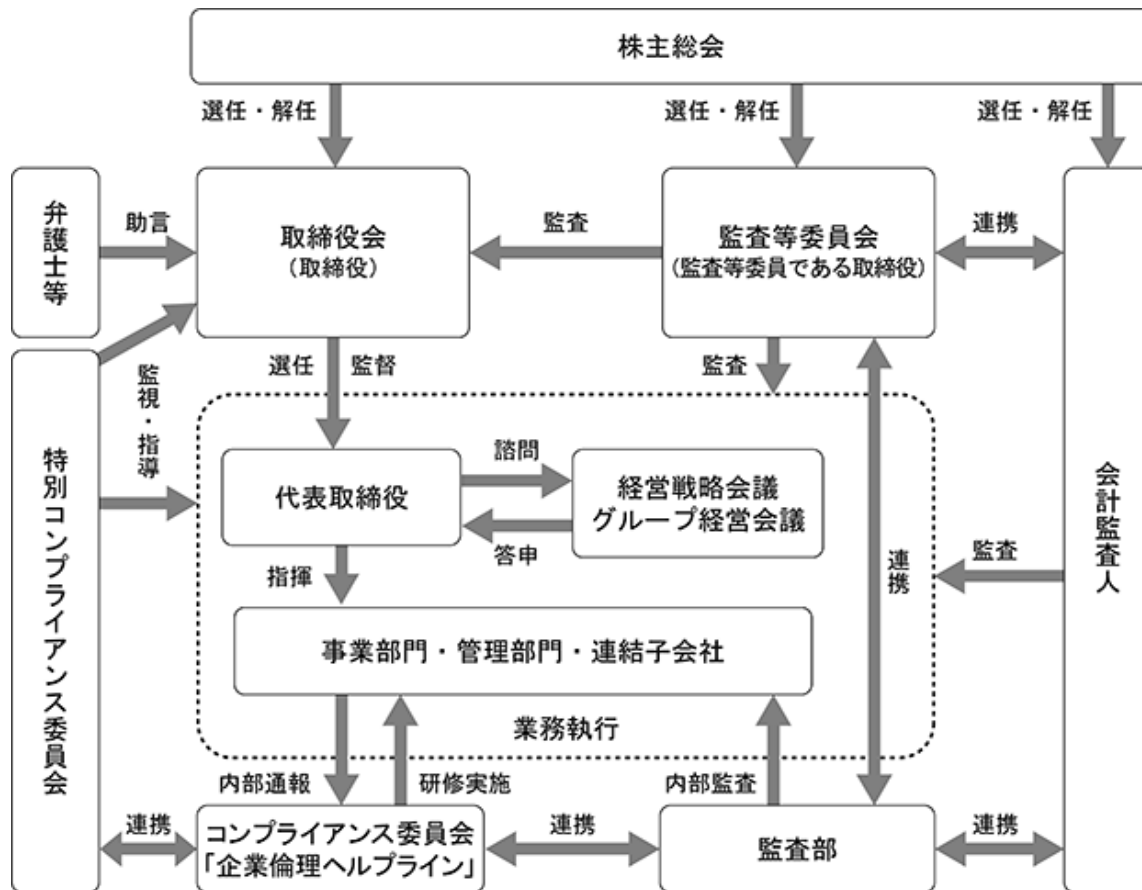 株主総会
選任・解任
選任・解任
選任・解任
弁護士等
助言
取締役会
(取締役)
監査
監査等委員会
(監査等委員である取締役)
連携
選任
監督
監査
監視・指導
特別コンプライアンス委員会
代表取締役
諮問
答申
経営戦略会議
グループ経営会議
会計監査人
監査
連携
指揮
事業部門・管理部門・連結子会社
業務執行
内部通報
研修実施
内部監査
連携
コンプライアンス委員会
「企業倫理ヘルプライン」
連携
監査部
連携